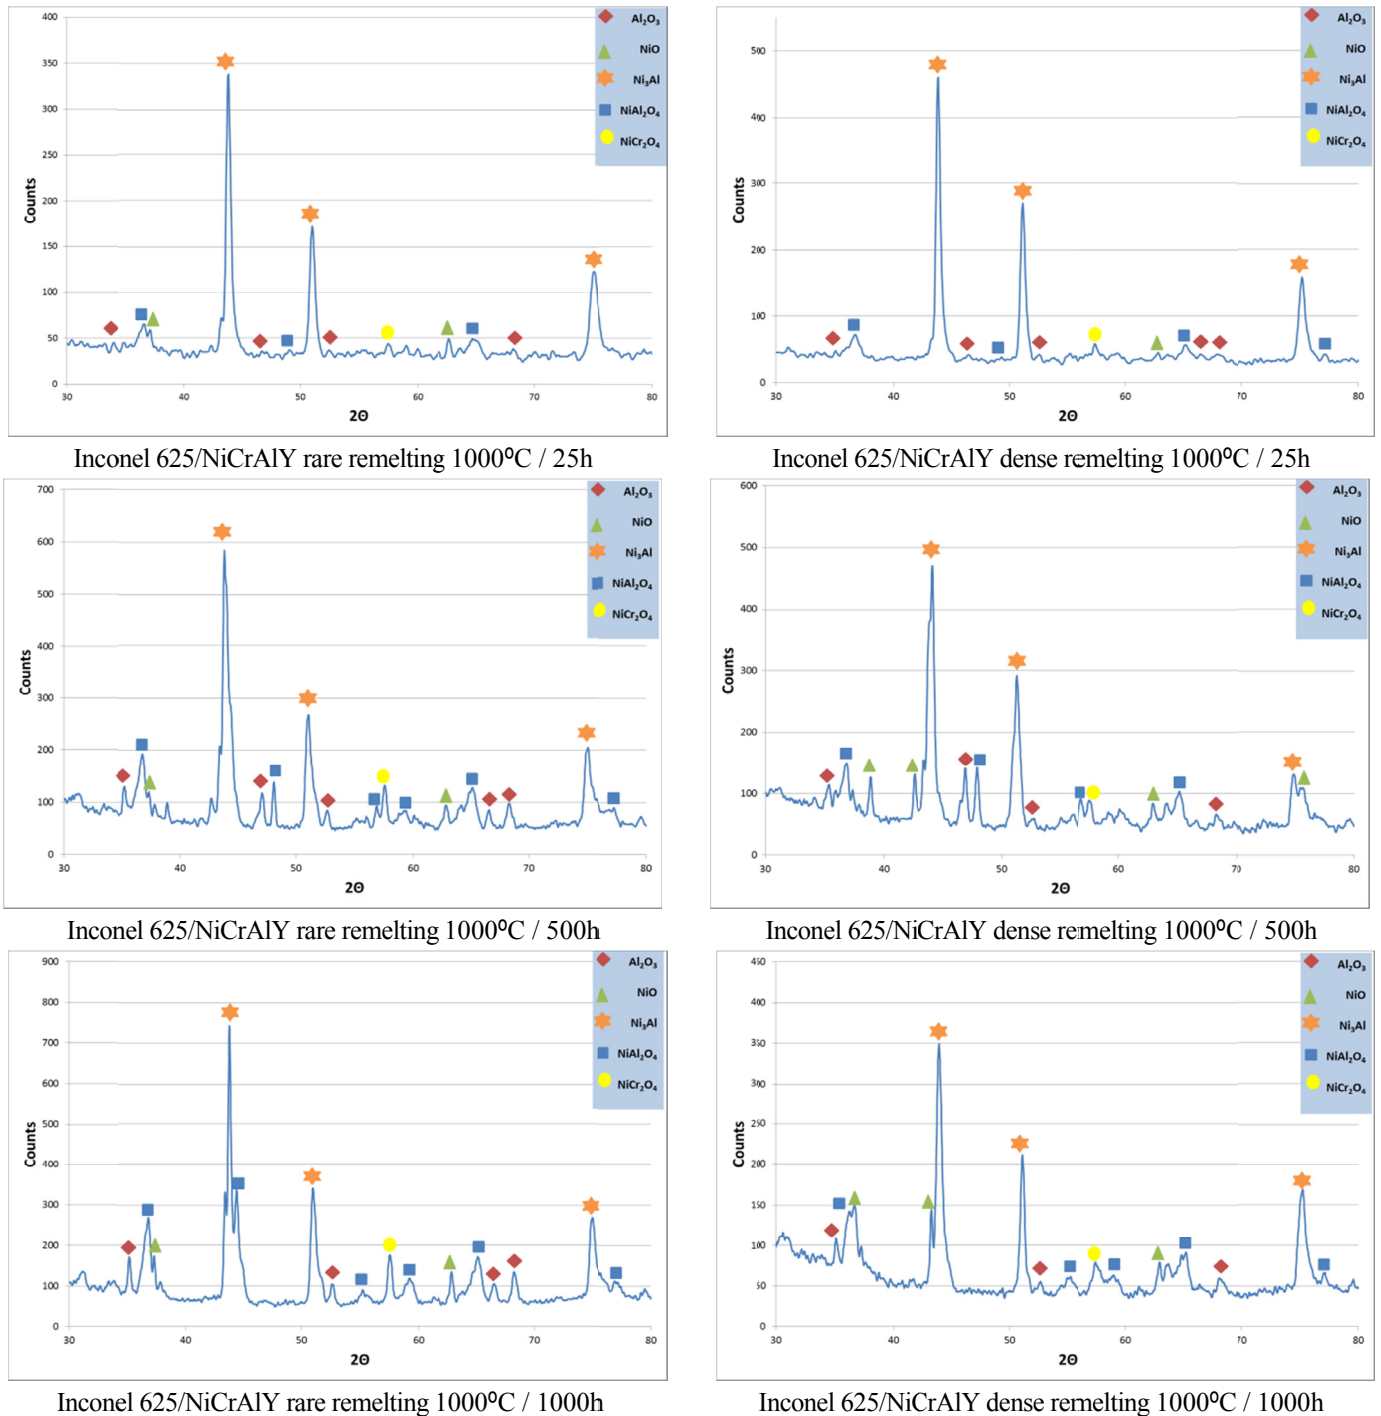 400
350
300
250
200
150
100
50
0
Counts
30 40 50 60 70 80
2Θ
Al₂O₃
NiO
Ni₃Al
NiAl₂O₄
NiCr₂O₄
Inconel 625/NiCrAlY rare remelting 1000⁰C / 25h
500
400
300
200
100
0
Counts
30 40 50 60 70 80
2Θ
Al₂O₃
NiO
Ni₃Al
NiAl₂O₄
NiCr₂O₄
Inconel 625/NiCrAlY dense remelting 1000⁰C / 25h
700
600
500
400
300
200
100
0
Counts
30 40 50 60 70 80
2Θ
Al₂O₃
NiO
Ni₃Al
NiAl₂O₄
NiCr₂O₄
Inconel 625/NiCrAlY rare remelting 1000⁰C / 500h
600
500
400
300
200
100
0
Counts
30 40 50 60 70 80
2Θ
Al₂O₃
NiO
Ni₃Al
NiAl₂O₄
NiCr₂O₄
Inconel 625/NiCrAlY dense remelting 1000⁰C / 500h
900
800
700
600
500
400
300
200
100
0
Counts
30 40 50 60 70 80
2Θ
Al₂O₃
NiO
Ni₃Al
NiAl₂O₄
NiCr₂O₄
Inconel 625/NiCrAlY rare remelting 1000⁰C / 1000h
450
400
350
300
250
200
150
100
50
0
Counts
30 40 50 60 70 80
2Θ
Al₂O₃
NiO
Ni₃Al
NiAl₂O₄
NiCr₂O₄
Inconel 625/NiCrAlY dense remelting 1000⁰C / 1000h